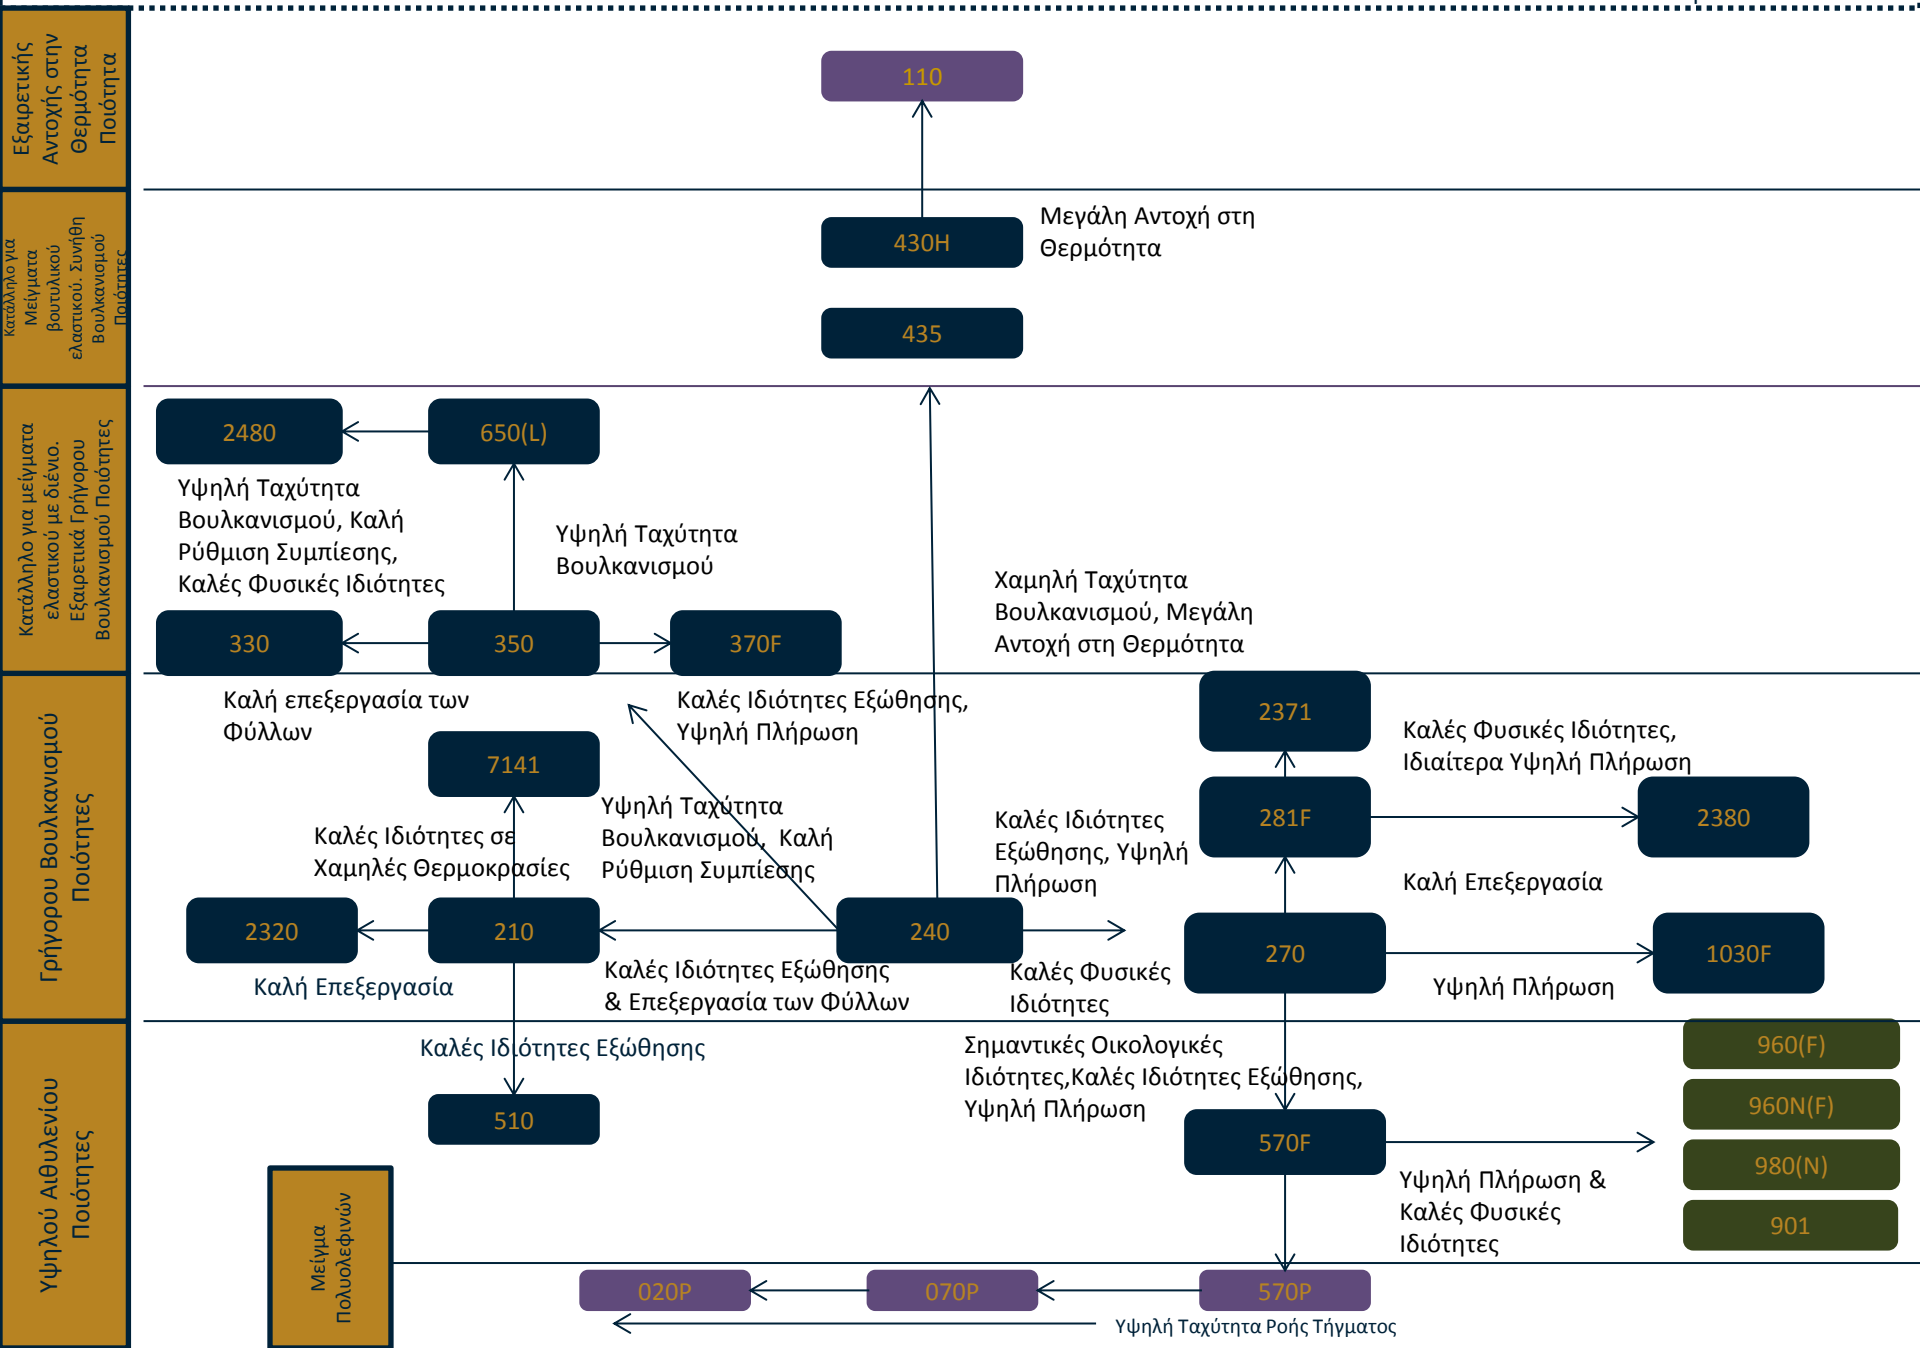 Εξαιρετικής
Αντοχής στην
Θερμότητα
Ποιότητα
110
Κατάλληλο για
Μείγματα
βουτυλικού
ελαστικού. Συνήθη
Βουλκανισμού
Ποιότητες
430H
Μεγάλη Αντοχή στη
Θερμότητα
435
Κατάλληλο για μείγματα
ελαστικού με διένιο.
Εξαιρετικά Γρήγορου
Βουλκανισμού Ποιότητες
2480
650(L)
Υψηλή Ταχύτητα
Βουλκανισμού, Καλή
Ρύθμιση Συμπίεσης,
Καλές Φυσικές Ιδιότητες
Υψηλή Ταχύτητα
Βουλκανισμού
Χαμηλή Ταχύτητα
Βουλκανισμού, Μεγάλη
Αντοχή στη Θερμότητα
330
350
370F
Γρήγορου Βουλκανισμού
Ποιότητες
Καλή επεξεργασία των
Φύλλων
Καλές Ιδιότητες Εξώθησης,
Υψηλή Πλήρωση
2371
Καλές Φυσικές Ιδιότητες,
Ιδιαίτερα Υψηλή Πλήρωση
7141
Καλές Ιδιότητες σε
Χαμηλές Θερμοκρασίες
Υψηλή Ταχύτητα
Βουλκανισμού, Καλή
Ρύθμιση Συμπίεσης
Καλές Ιδιότητες
Εξώθησης, Υψηλή
Πλήρωση
281F
2380
Καλή Επεξεργασία
2320
210
240
270
1030F
Καλή Επεξεργασία
Καλές Ιδιότητες Εξώθησης
& Επεξεργασία των Φύλλων
Καλές Φυσικές
Ιδιότητες
Υψηλή Πλήρωση
Υψηλού Αιθυλενίου
Ποιότητες
Καλές Ιδιότητες Εξώθησης
Σημαντικές Οικολογικές
Ιδιότητες,Καλές Ιδιότητες Εξώθησης,
Υψηλή Πλήρωση
960(F)
960N(F)
980(N)
901
510
570F
Υψηλή Πλήρωση &
Καλές Φυσικές
Ιδιότητες
Μείγμα
Πολυολεφινών
020P
070P
570P
Υψηλή Ταχύτητα Ροής Τήγματος